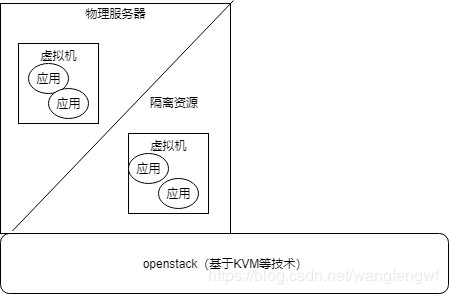 物理服务器
虚拟机
应用
应用
隔离资源
虚拟机
应用
应用
openstack（基于KVM等技术）
https://blog.csdn.net/wanglengwf